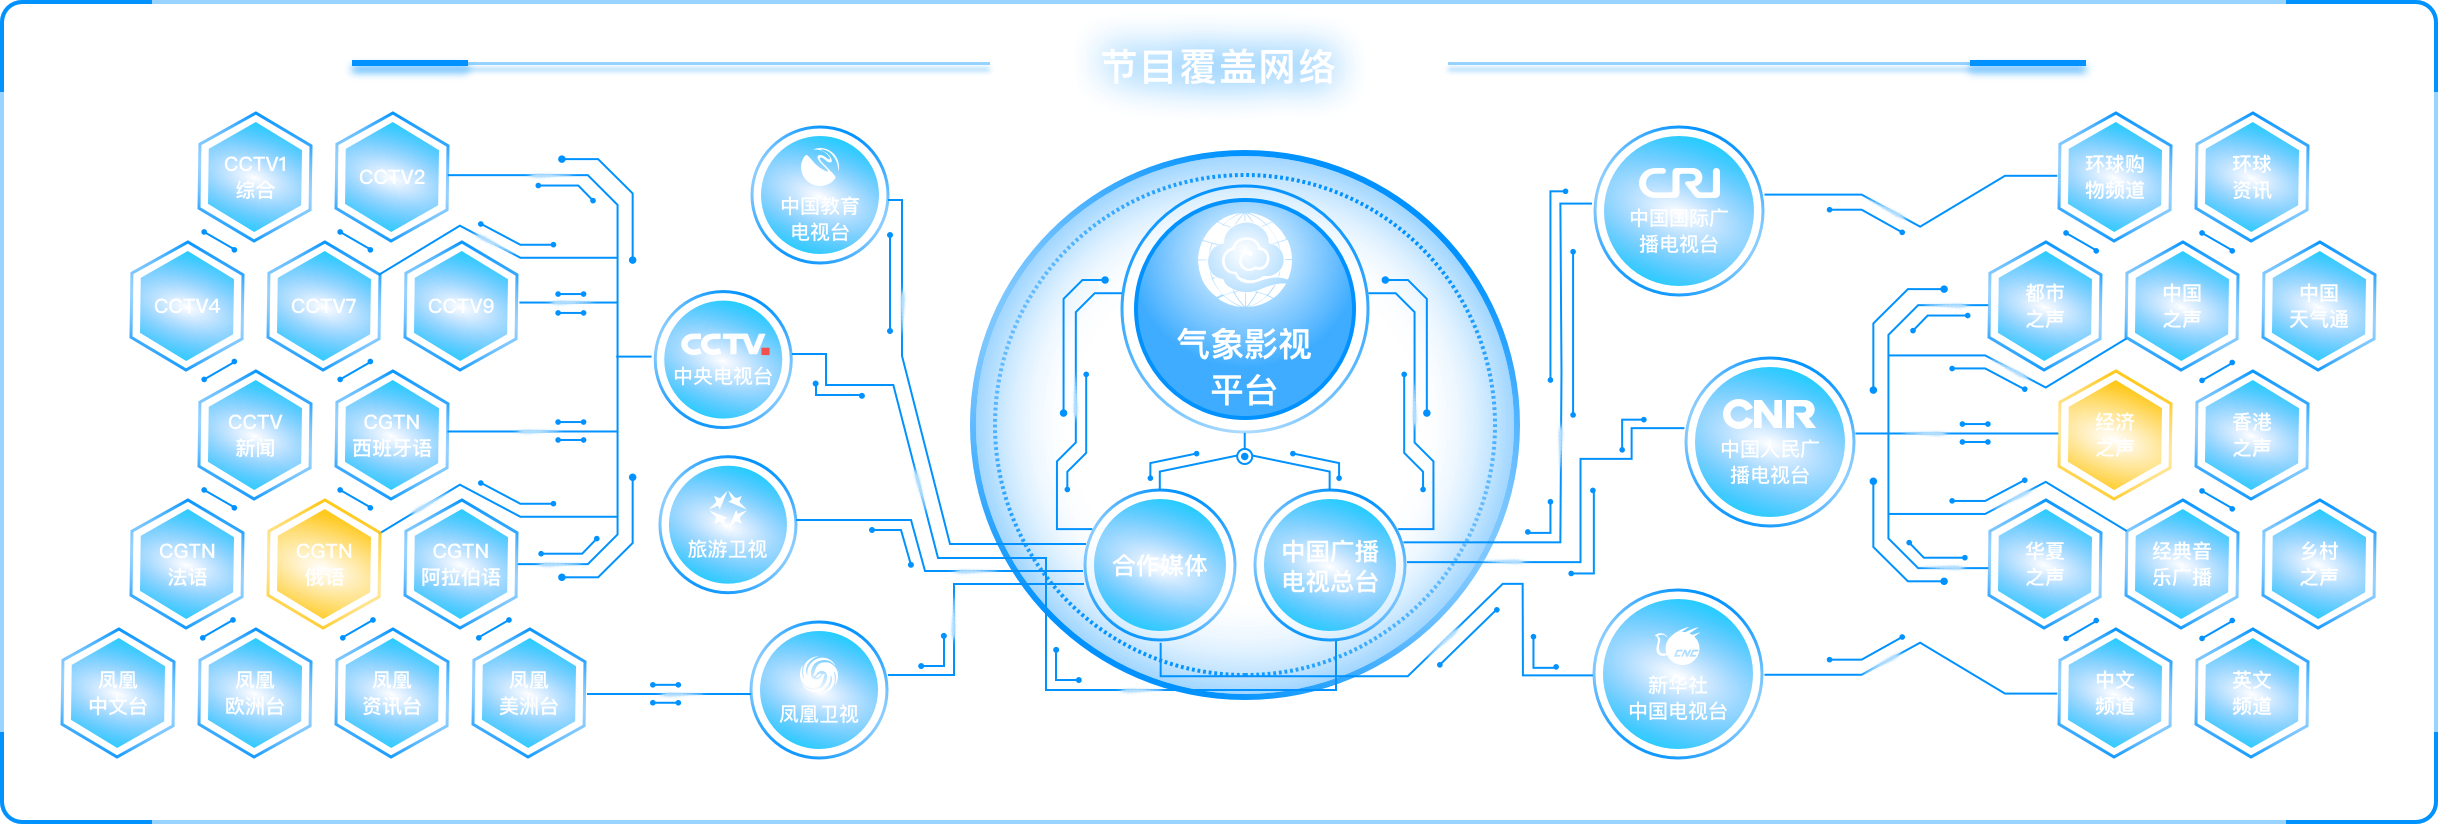 节目覆盖网络
CCTV1
综合
CCTV2
CCTV4
CCTV7
CCTV9
CCTV
新闻
CGTN
西班牙语
CGTN
法语
CGTN
俄语
CGTN
阿拉伯语
凤凰
中文台
凤凰
欧洲台
凤凰
资讯台
凤凰
美洲台
中国教育
电视台
CCTV.
中央电视台
旅游卫视
凤凰卫视
气象影视
平台
合作媒体
中国广播
电视总台
CRI
中国国际广
播电视台
CNR
中国人民广
播电视台
CNC
新华社
中国电视台
环球购
物频道
环球
资讯
都市
之声
中国
之声
中国
天气通
经济
之声
香港
之声
华夏
之声
经典音
乐广播
乡村
之声
中文
频道
英文
频道